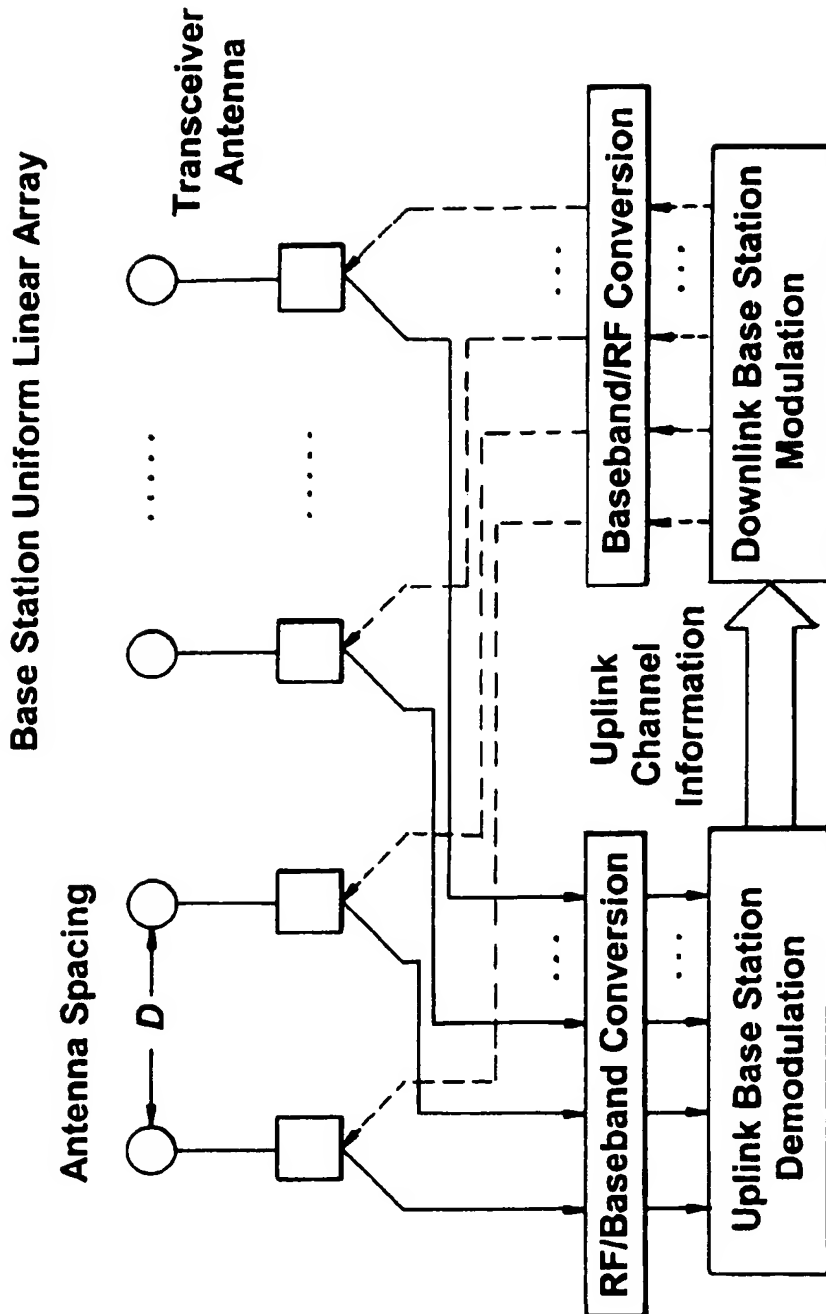 Base Station Uniform Linear Array
Antenna Spacing
D
Transceiver
Antenna
.....
.....
Uplink
Channel
Information
RF/Baseband Conversion
Baseband/RF Conversion
...
...
...
...
Uplink Base Station
Demodulation
Downlink Base Station
Modulation